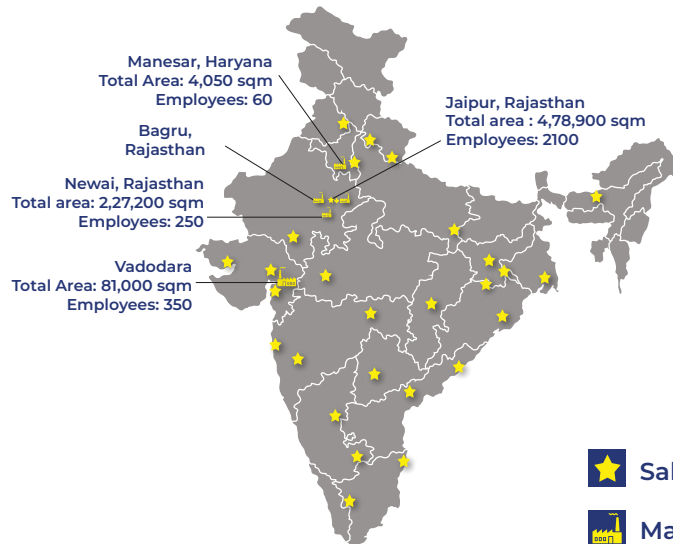 Manesar, Haryana
Total Area: 4,050 sqm
Employees: 60
Jaipur, Rajasthan
Total area : 4,78,900 sqm
Employees: 2100
Bagru,
Rajasthan
Newai, Rajasthan
Total area: 2,27,200 sqm
Employees: 250
Vadodara
Total Area: 81,000 sqm
Employees: 350
Sal
Ma